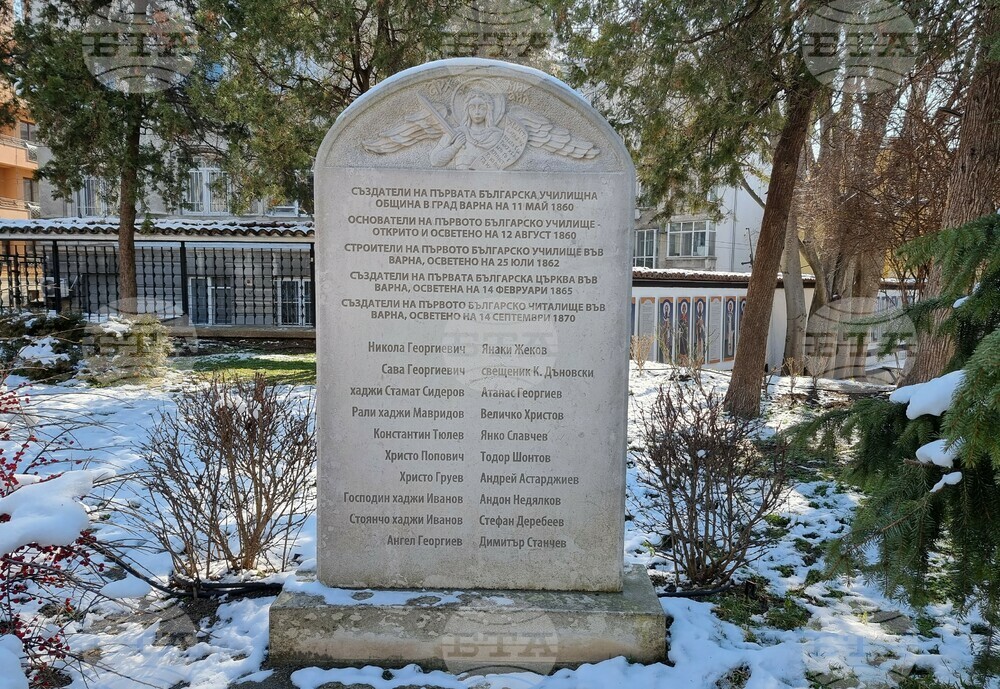 СЪЗДАТЕЛИ НА ПЪРВАТА БЪЛГАРСКА УЧИЛИЩНА
ОБЩИНА В ГРАД ВАРНА НА 11 МАЙ 1860
ОСНОВАТЕЛИ НА ПЪРВОТО БЪЛГАРСКО УЧИЛИЩЕ -
ОТКРИТО И ОСВЕТЕНО НА 12 АВГУСТ 1860
СТРОИТЕЛИ НА ПЪРВОТО БЪЛГАРСКО УЧИЛИЩЕ ВЪВ
ВАРНА, ОСВЕТЕНО НА 25 ЮЛИ 1862
СЪЗДАТЕЛИ НА ПЪРВАТА БЪЛГАРСКА ЦЪРКВА ВЪВ
ВАРНА, ОСВЕТЕНА НА 14 ФЕВРУАРИ 1865
СЪЗДАТЕЛИ НА ПЪРВОТО БЪЛГАРСКО ЧИТАЛИЩЕ ВЪВ
ВАРНА, ОСВЕТЕНО НА 14 СЕПТЕМВРИ 1870
Никола Георгиевич Янаки Жеков
Сава Георгиевич свещеник К. Дъновски
хаджи Стамат Сидеров Атанас Георгиев
Рали хаджи Мавридов Величко Христов
Константин Тюлев Янко Славчев
Христо Попович Тодор Шонтов
Христо Груев Андрей Астарджиев
Господин хаджи Иванов Андон Недялков
Стоянчо хаджи Иванов Стефан Деребеев
Ангел Георгиев Димитър Станчев
БТА
БТА
БТА
БТА
БТА